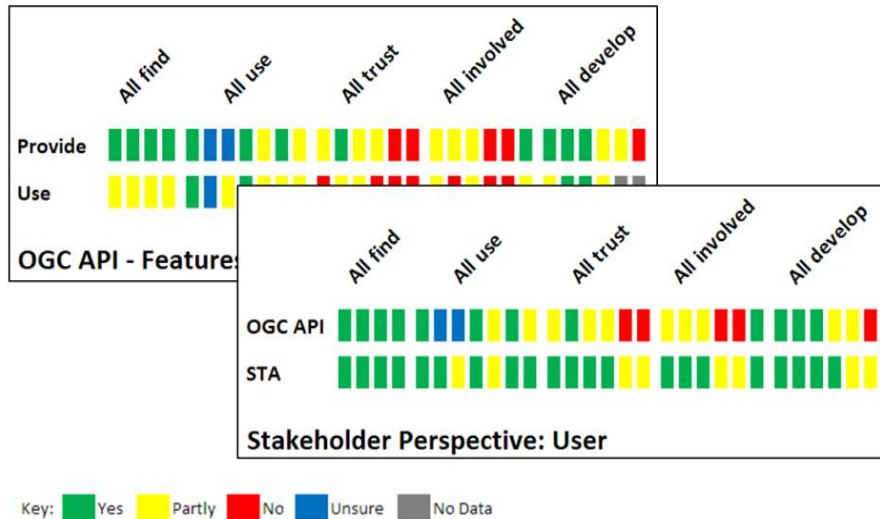 All find All use All trust All involved All develop
Provide
Use
OGC API - Features
All find All use All trust All involved All develop
OGC API
STA
Stakeholder Perspective: User
Key: Yes Partly No Unsure No Data